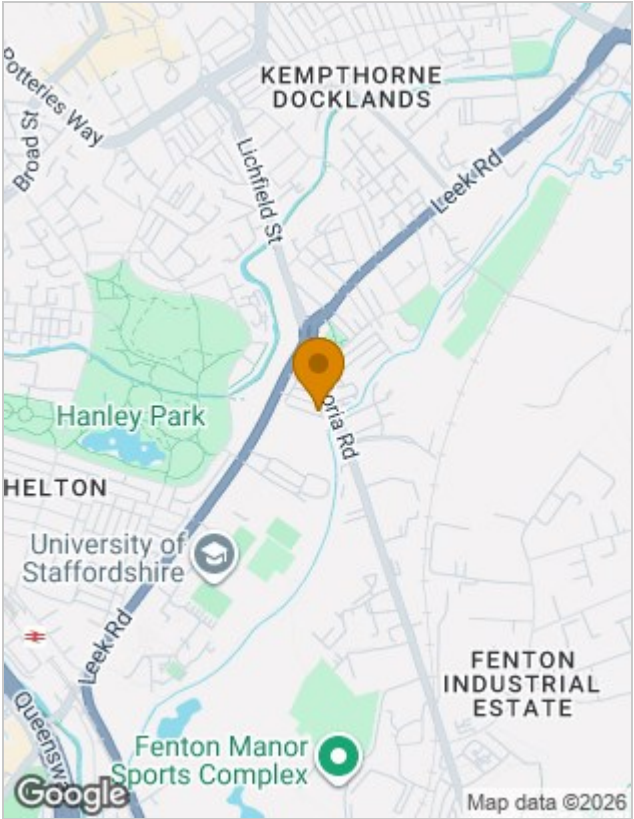 Potteries Way
Broad St
KEMPTHORNE
DOCKLANDS
Lichfield St
Leek Rd
oria Rd
Hanley Park
HELTON
University of
Staffordshire
Leek Rd
Queensway
FENTON
INDUSTRIAL
ESTATE
Fenton Manor
Sports Complex
Google
Map data ©2026